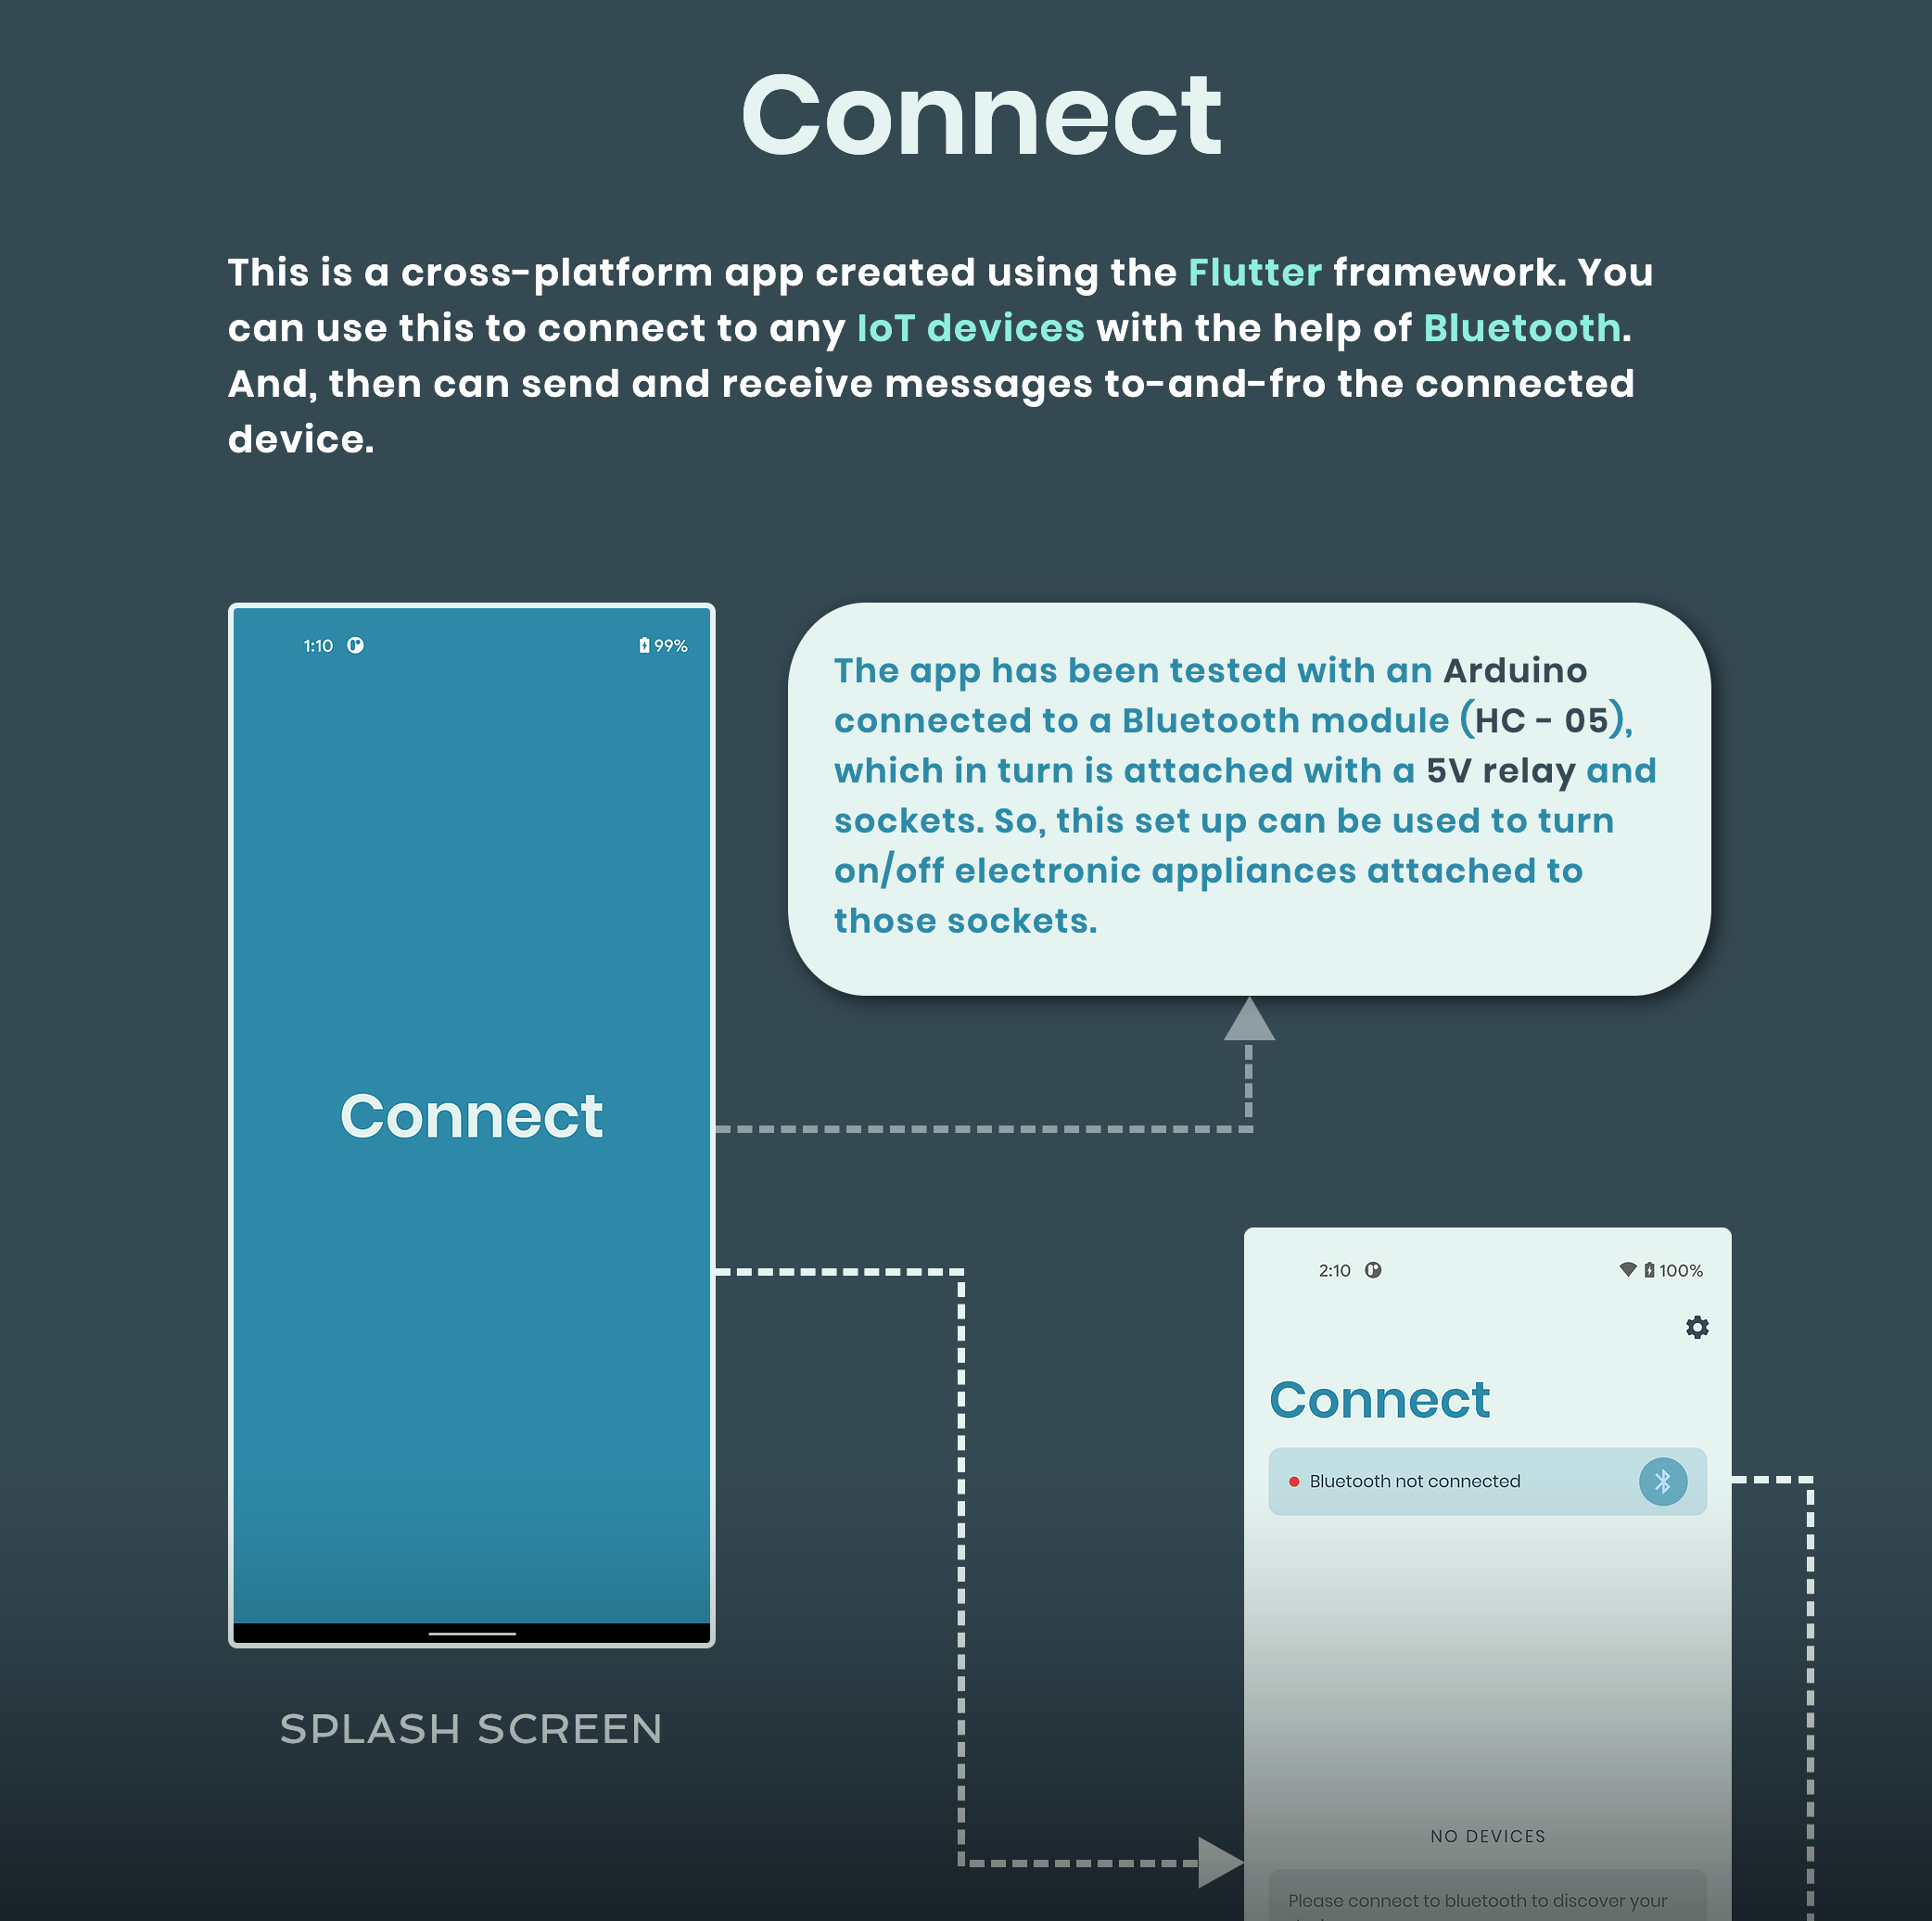 Connect
This is a cross-platform app created using the Flutter framework. You
can use this to connect to any IoT devices with the help of Bluetooth.
And, then can send and receive messages to-and-fro the connected
device.
1:10
99%
Connect
SPLASH SCREEN
The app has been tested with an Arduino
connected to a Bluetooth module (HC - 05),
which in turn is attached with a 5V relay and
sockets. So, this set up can be used to turn
on/off electronic appliances attached to
those sockets.
2:10
100%
Connect
Bluetooth not connected
NO DEVICES
Please connect to bluetooth to discover your